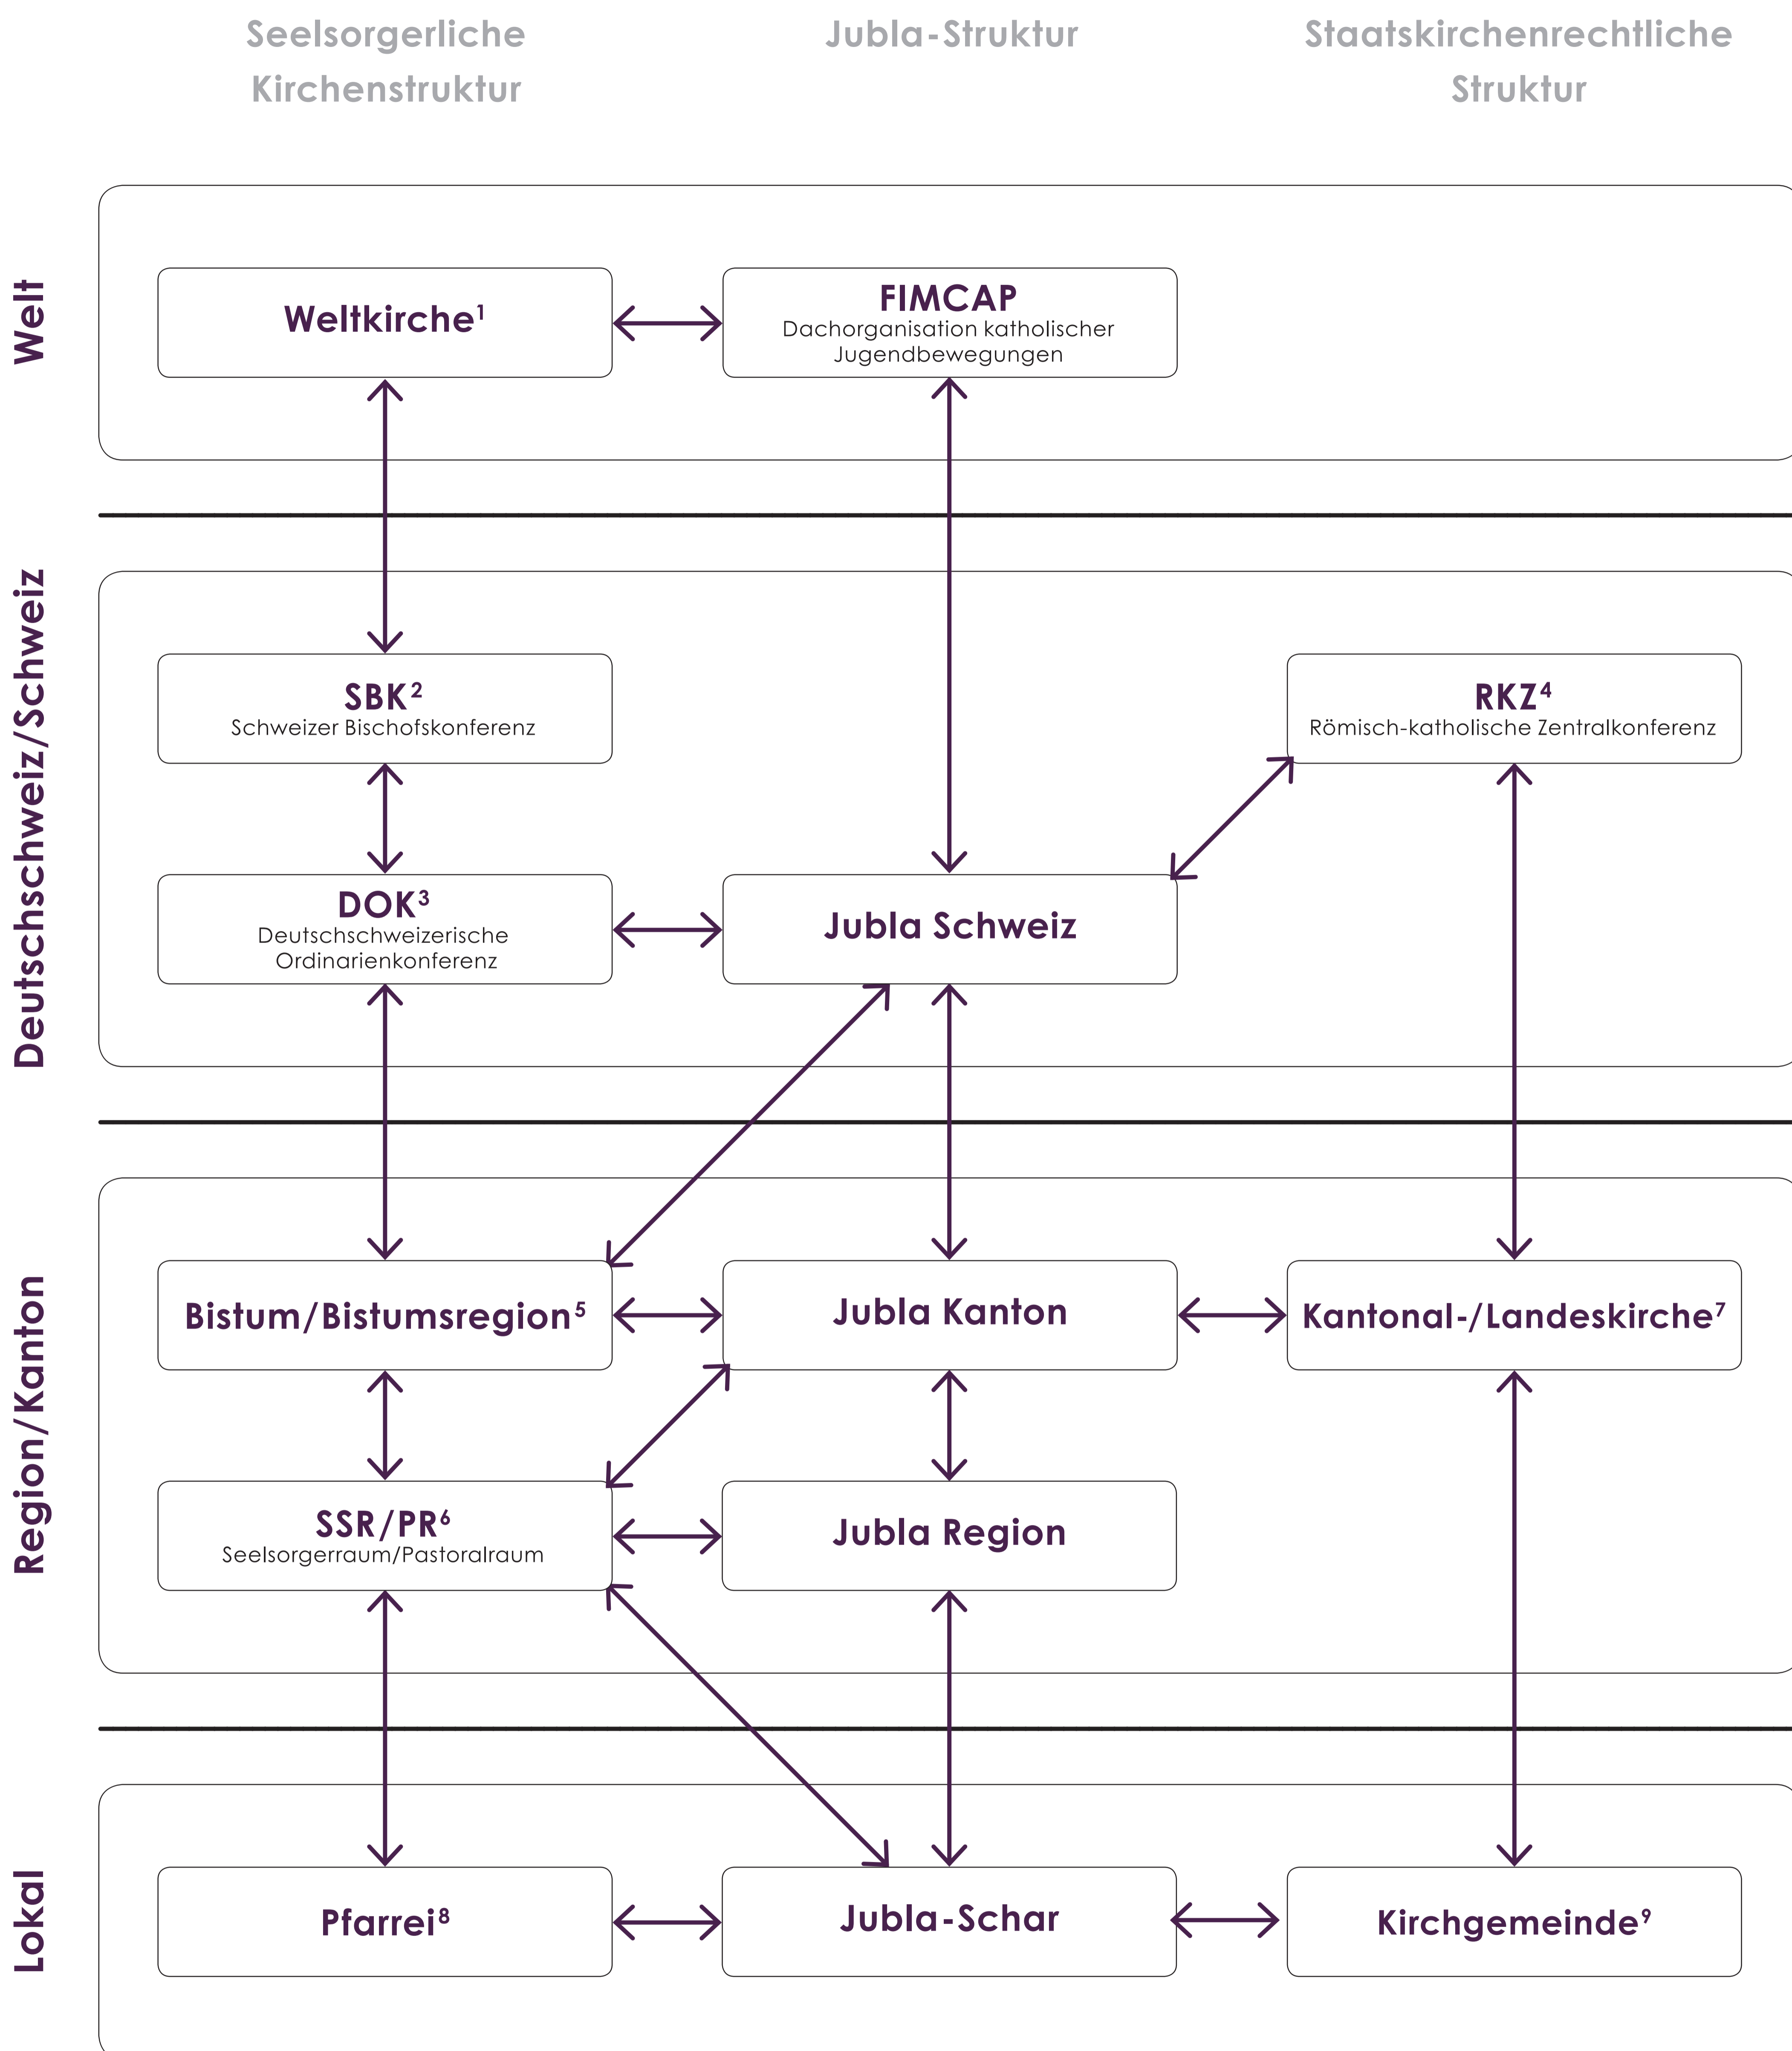 Seelsorgerliche
Kirchenstruktur
Jubla-Struktur
Staatskirchenrechtliche
Struktur
Welt
Weltkirche¹
FIMCAP
Dachorganisation katholischer
Jugendbewegungen
Deutschschweiz/Schweiz
SBK²
Schweizer Bischofskonferenz
RKZ⁴
Römisch-katholische Zentralkonferenz
DOK³
Deutschschweizerische
Ordinarienkonferenz
Jubla Schweiz
Region/Kanton
Bistum/Bistumsregion⁵
Jubla Kanton
Kantonal-/Landeskirche⁷
SSR/PR⁶
Seelsorgerraum/Pastoralraum
Jubla Region
Lokal
Pfarrei⁸
Jubla-Schar
Kirchgemeinde⁹